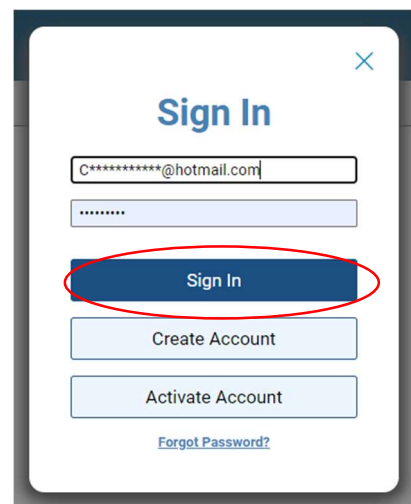 Sign In
C***********@hotmail.com
•••••••••
Sign In
Create Account
Activate Account
Forgot Password?